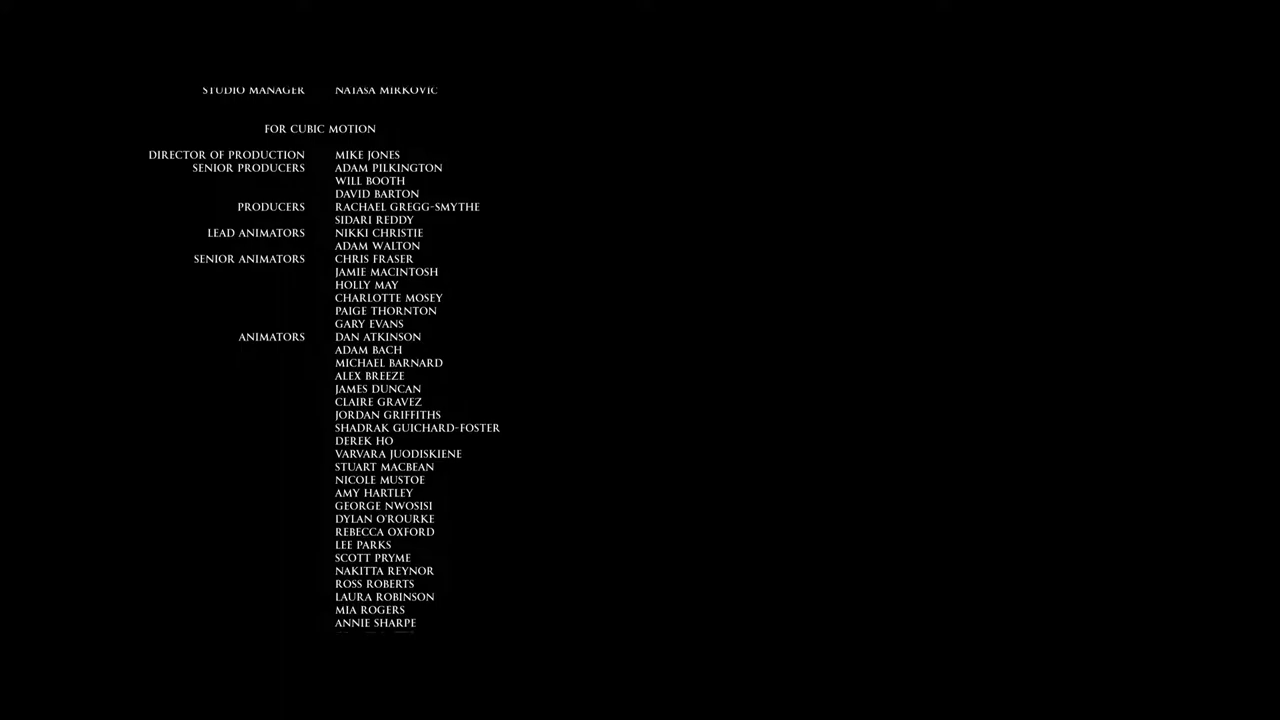 STUDIO MANAGER NATASA MIRKOVIC
FOR CUBIC MOTION
DIRECTOR OF PRODUCTION MIKE JONES
SENIOR PRODUCERS ADAM PILKINGTON
WILL BOOTH
DAVID BARTON
PRODUCERS RACHAEL GREGG-SMYTHE
SIDARI REDDY
LEAD ANIMATORS NIKKI CHRISTIE
ADAM WALTON
SENIOR ANIMATORS CHRIS FRASER
JAMIE MACINTOSH
HOLLY MAY
CHARLOTTE MOSEY
PAIGE THORNTON
GARY EVANS
ANIMATORS DAN ATKINSON
ADAM BACH
MICHAEL BARNARD
ALEX BREEZE
JAMES DUNCAN
CLAIRE GRAVEZ
JORDAN GRIFFITHS
SHADRAK GUICHARD-FOSTER
DEREK HO
VARVARA JUODISKIENE
STUART MACBEAN
NICOLE MUSTOE
AMY HARTLEY
GEORGE NWOSISI
DYLAN O'ROURKE
REBECCA OXFORD
LEE PARKS
SCOTT PRYME
NAKITTA REYNOR
ROSS ROBERTS
LAURA ROBINSON
MIA ROGERS
ANNIE SHARPE